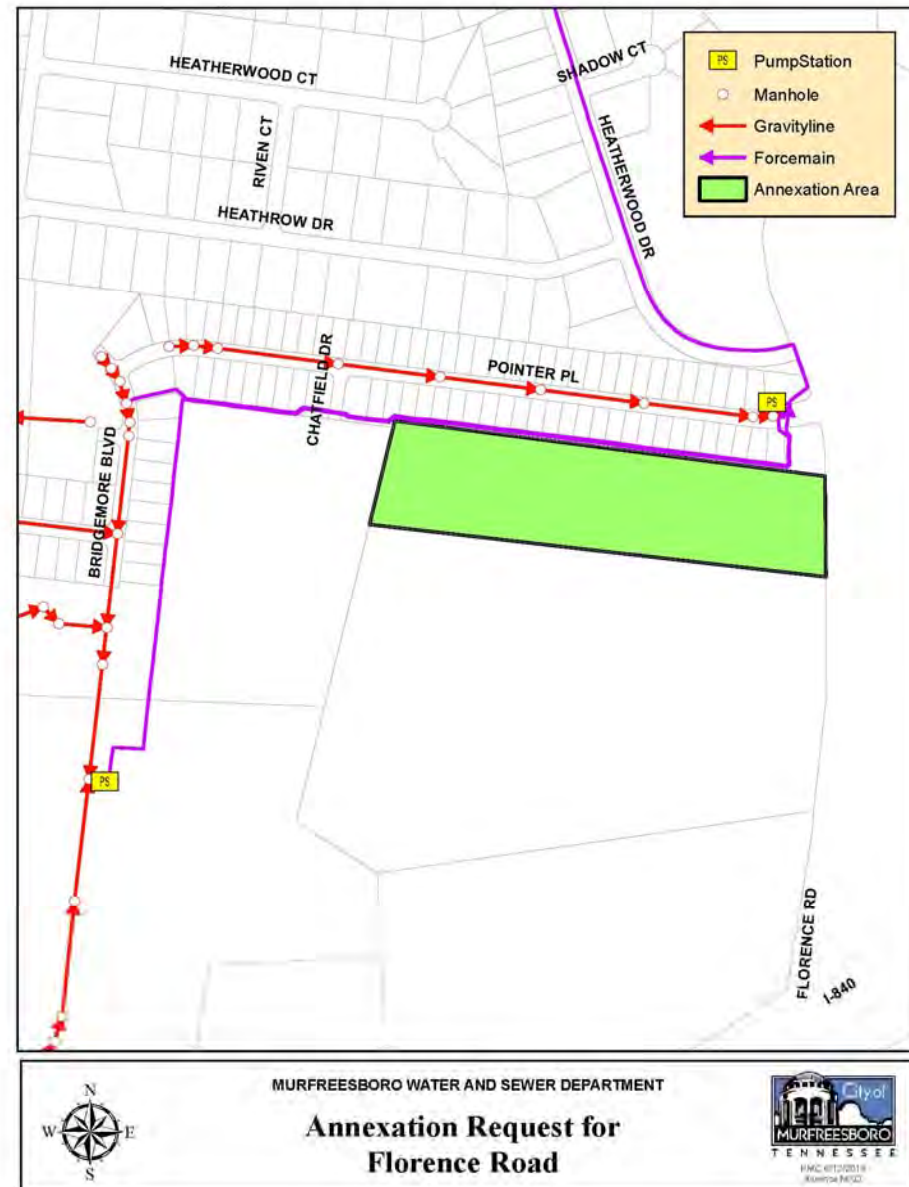 HEATHERWOOD CT
SHADOW CT
RIVEN CT
HEATHERWOOD DR
HEATHROW DR
PS PumpStation
Manhole
Gravityline
Forcemain
Annexation Area
CHATFIELD DR
POINTER PL
PS
BRIDGEMORE BLVD
PS
FLORENCE RD
I-840
MURFREESBORO WATER AND SEWER DEPARTMENT
Annexation Request for
Florence Road
N
W E
S
City of
MURFREESBORO
TENNESSEE